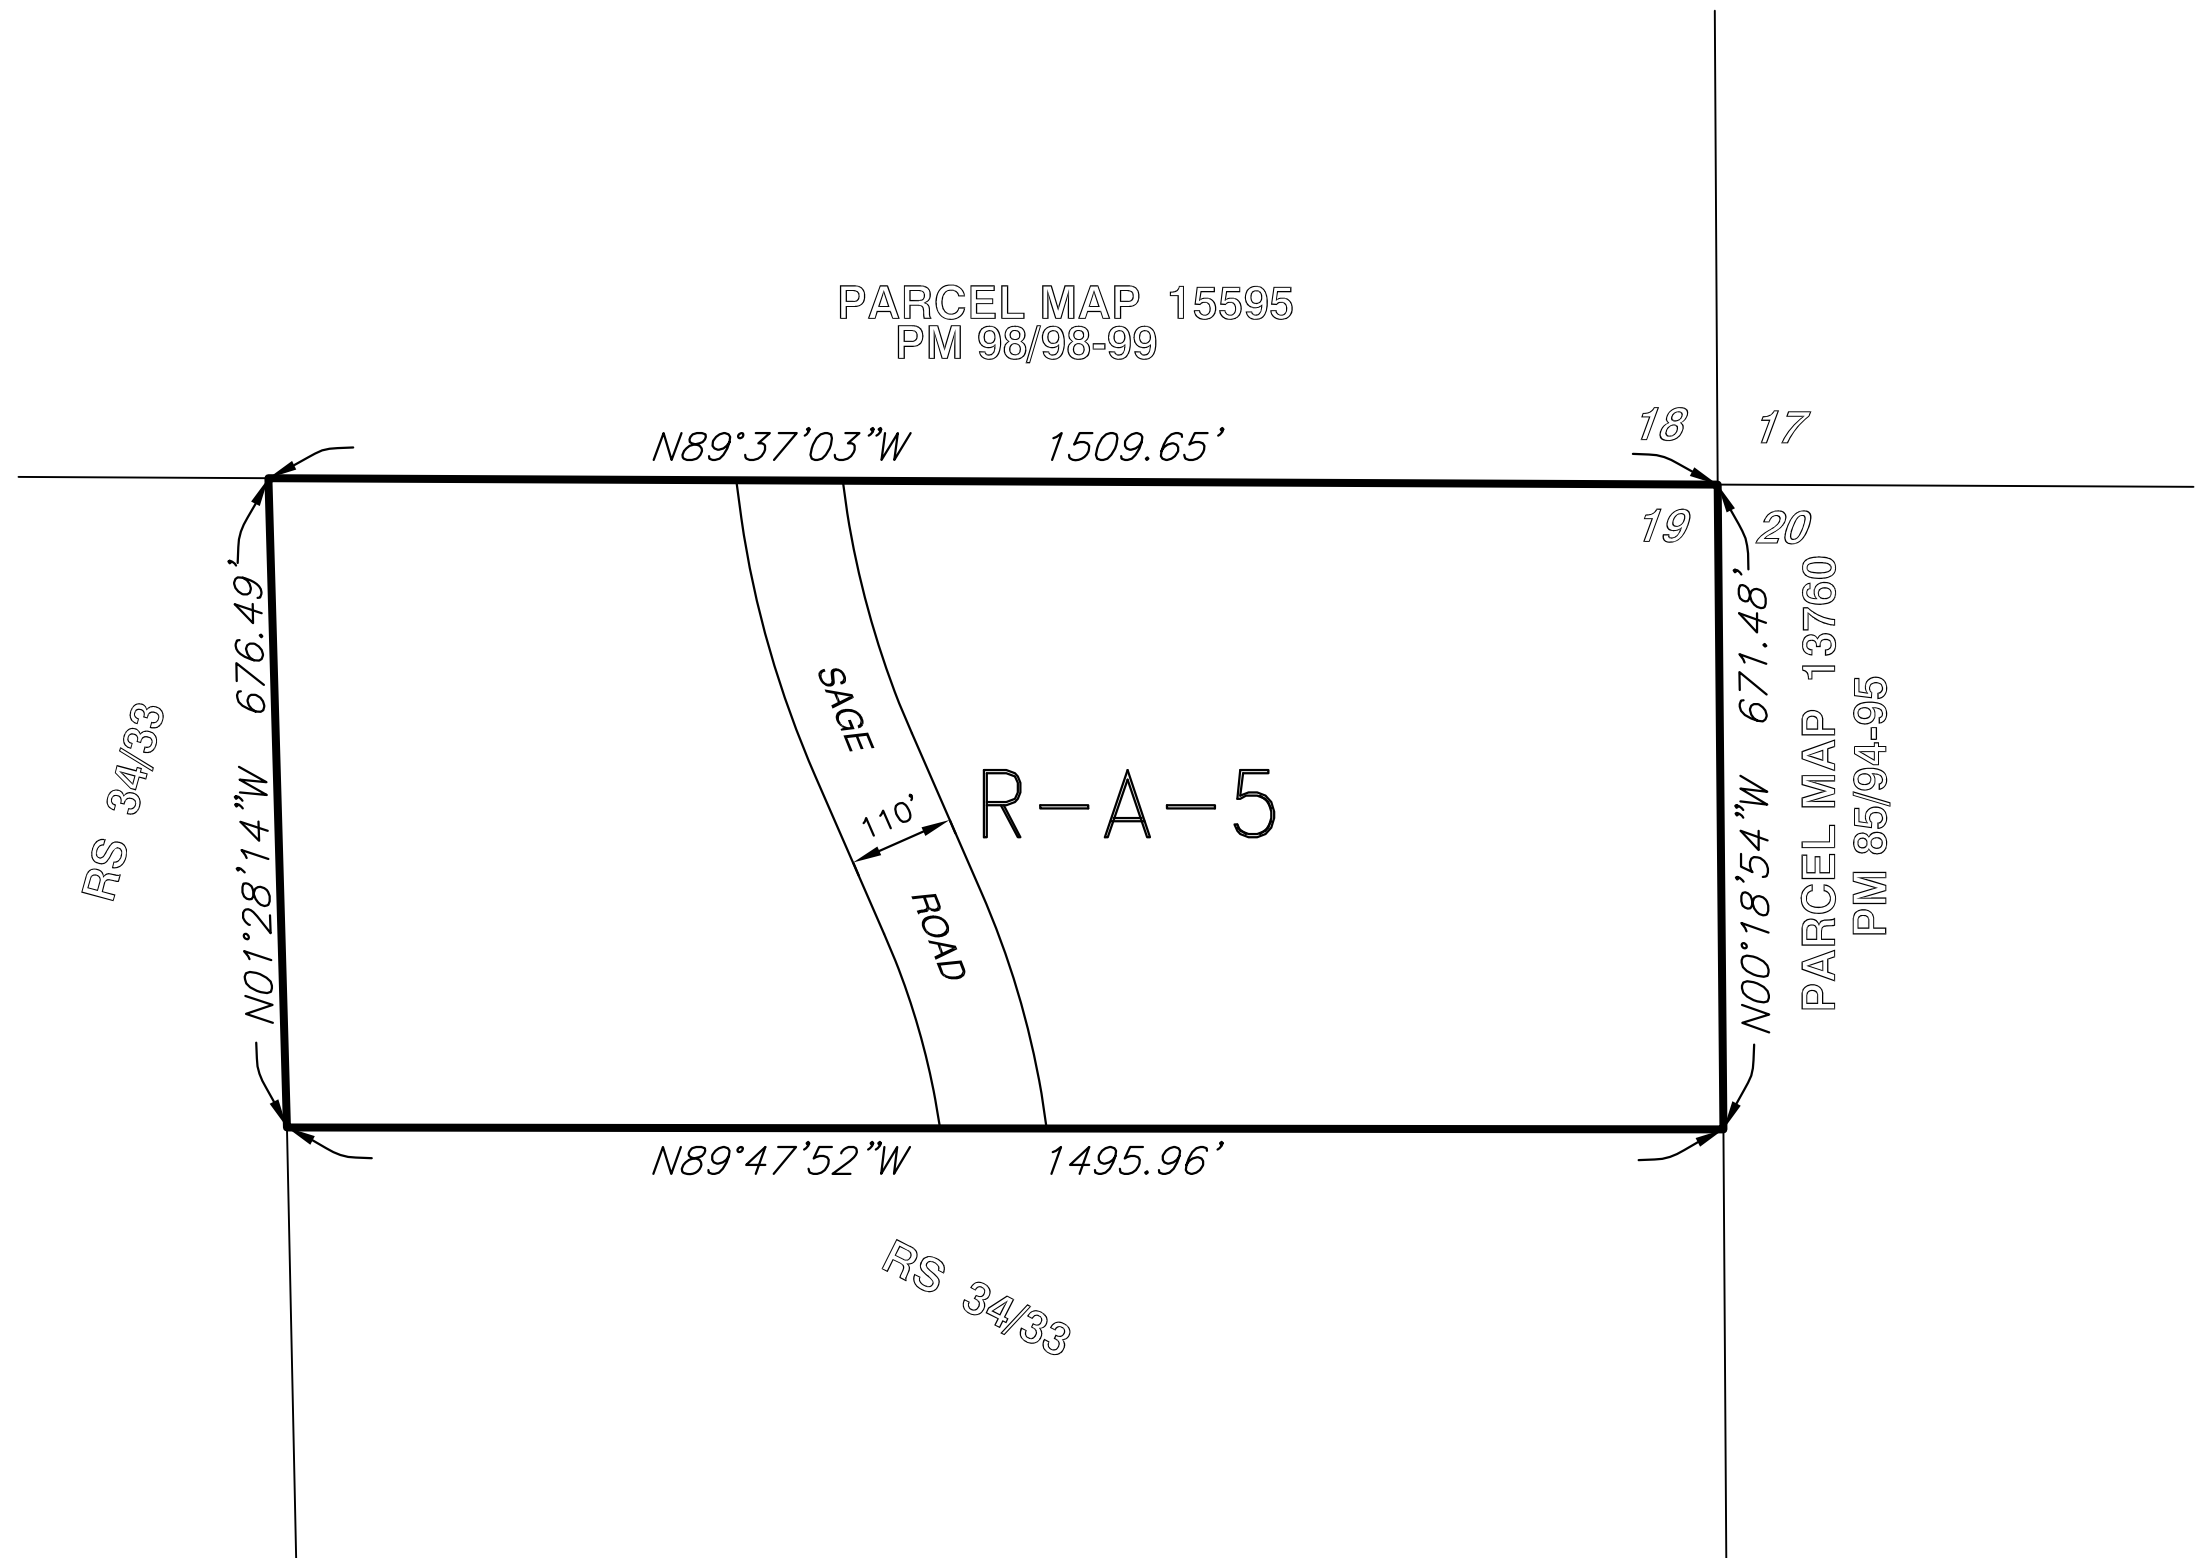 PARCEL MAP 15595
PM 98/98-99
N89°37'03"W 1509.65'
18 17
19 20
N01°28'14"W 676.49'
RS 34/33
SAGE
110'
ROAD
R-A-5
N00°18'54"W 671.48'
PARCEL MAP 13760
PM 85/94-95
N89°47'52"W 1495.96'
RS 34/33